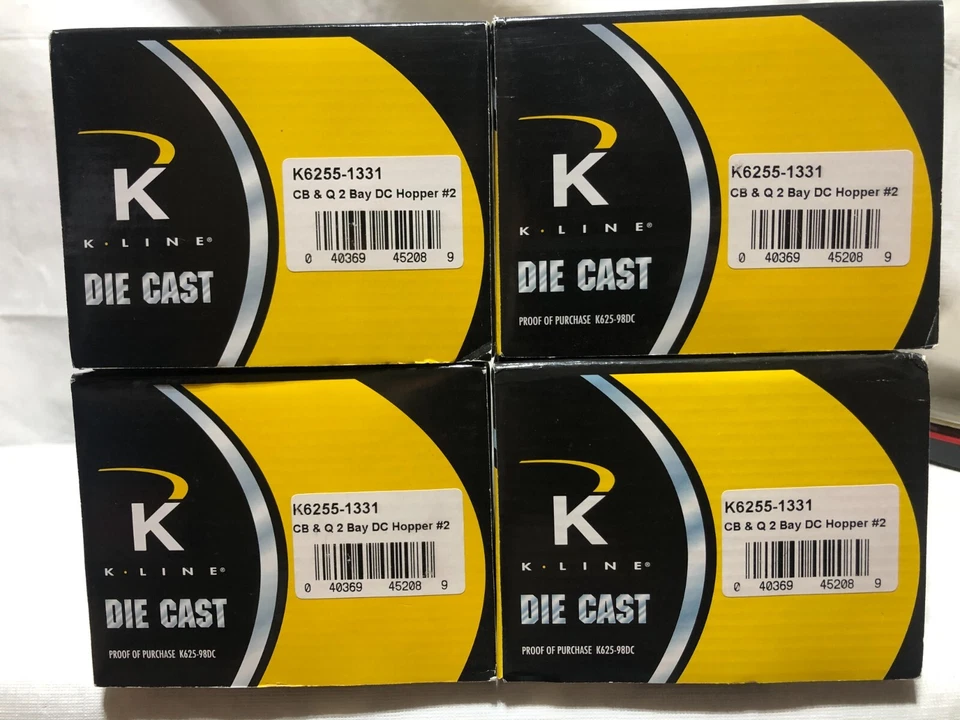 K
K·LINE®
DIE CAST
K6255-1331
CB & Q 2 Bay DC Hopper #2
0 40369 45208 9
K
K·LINE®
DIE CAST
PROOF OF PURCHASE K625-98DC
K6255-1331
CB & Q 2 Bay DC Hopper #2
0 40369 45208 9
K
K·LINE®
DIE CAST
PROOF OF PURCHASE K625-98DC
K6255-1331
CB & Q 2 Bay DC Hopper #2
0 40369 45208 9
K
K·LINE®
DIE CAST
PROOF OF PURCHASE K625-98DC
K6255-1331
CB & Q 2 Bay DC Hopper #2
0 40369 45208 9